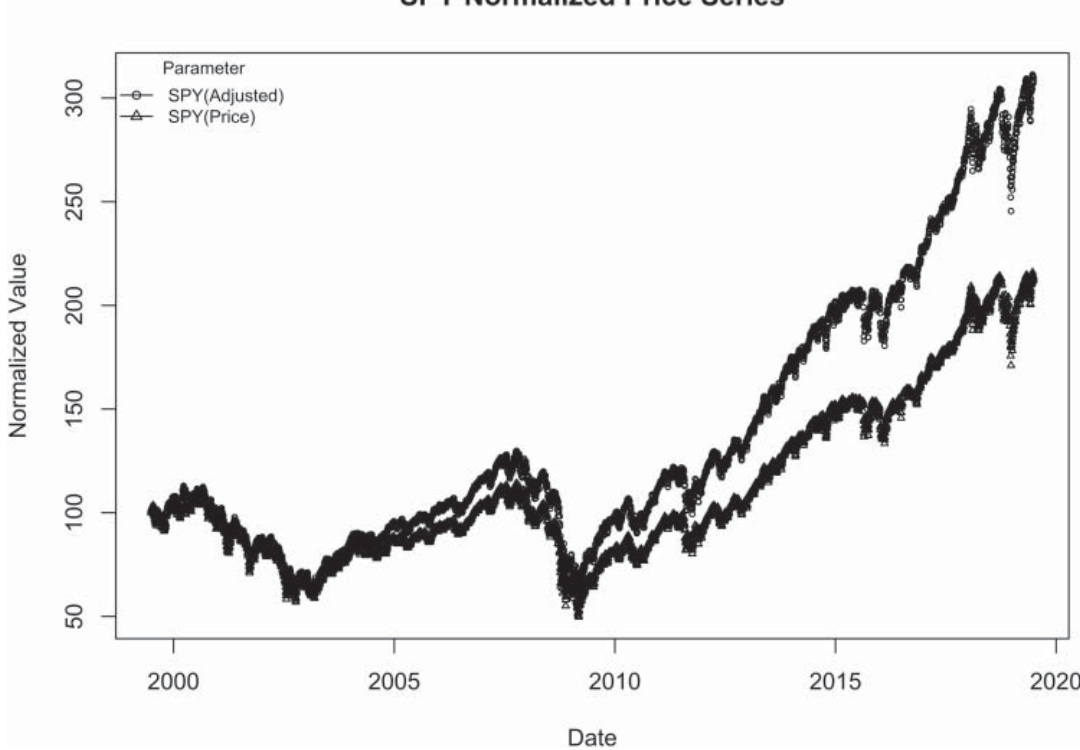 SPY Normalized Price Series
Parameter
SPY(Adjusted)
SPY(Price)
300
250
200
150
100
50
Normalized Value
2000 2005 2010 2015 2020
Date